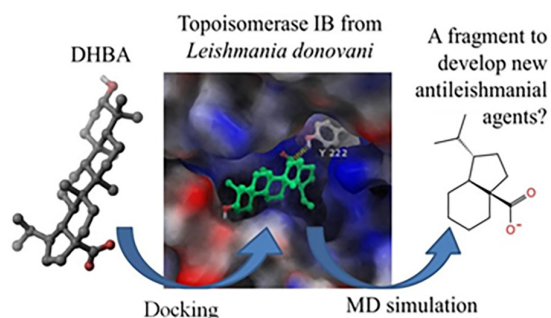 DHBA
Topoisomerase IB from
Leishmania donovani
A fragment to
develop new
antileishmanial
agents?
Y 222
O
O⁻
Docking
MD simulation